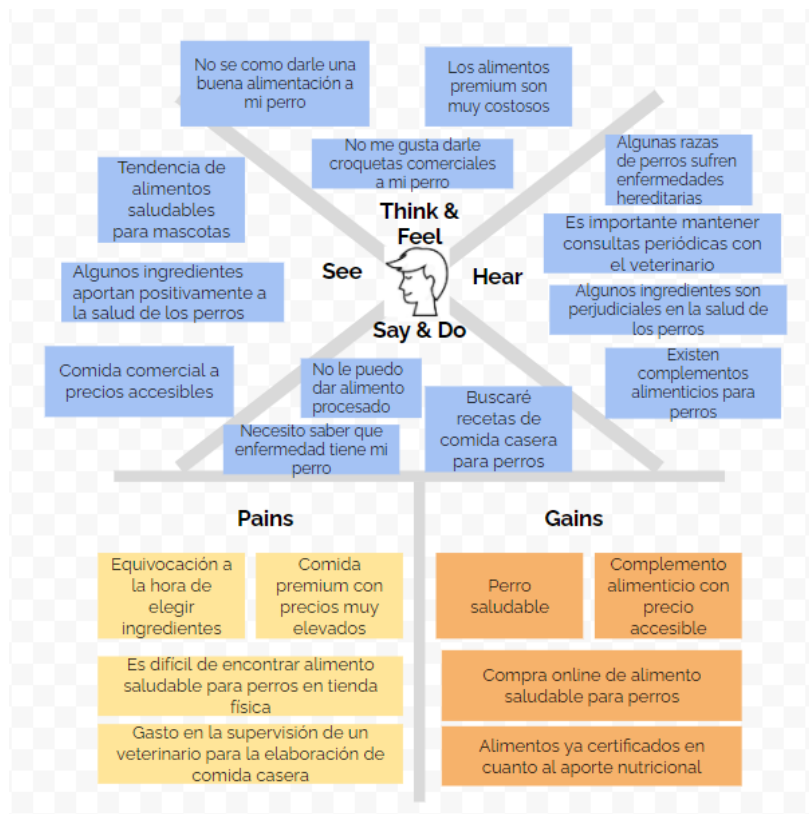 No se como darle una
buena alimentación a
mi perro
Los alimentos
premium son
muy costosos
No me gusta darle
croquetas comerciales
a mi perro
Think &
Feel
Tendencia de
alimentos
saludables
para mascotas
Algunos ingredientes
aportan positivamente a
la salud de los perros
Comida comercial a
precios accesibles
See
Hear
Algunas razas
de perros sufren
enfermedades
hereditarias
Es importante mantener
consultas periódicas con
el veterinario
Algunos ingredientes son
perjudiciales en la salud de
los perros
Existen
complementos
alimenticios para
perros
Say & Do
No le puedo
dar alimento
procesado
Necesito saber que
enfermedad tiene mi
perro
Buscaré
recetas de
comida casera
para perros
Pains
Equivocación a
la hora de
elegir
ingredientes
Comida
premium con
precios muy
elevados
Es difícil de encontrar alimento
saludable para perros en tienda
física
Gasto en la supervisión de un
veterinario para la elaboración de
comida casera
Gains
Perro
saludable
Complemento
alimenticio con
precio
accesible
Compra online de alimento
saludable para perros
Alimentos ya certificados en
cuanto al aporte nutricional